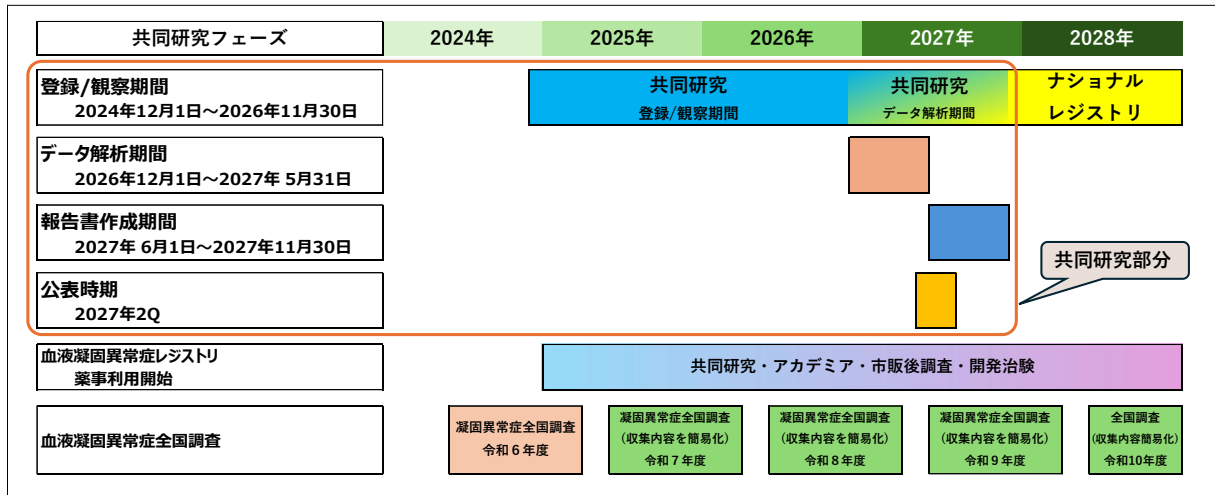 共同研究フェーズ
2024年
2025年
2026年
2027年
2028年
登録/観察期間
2024年12月1日～2026年11月30日
共同研究
登録/観察期間
共同研究
データ解析期間
ナショナル
レジストリ
データ解析期間
2026年12月1日～2027年 5月31日
報告書作成期間
2027年 6月1日～2027年11月30日
共同研究部分
公表時期
2027年2Q
血液凝固異常症レジストリ
薬事利用開始
共同研究・アカデミア・市販後調査・開発治験
血液凝固異常症全国調査
凝固異常症全国調査
令和６年度
凝固異常症全国調査
(収集内容を簡易化)
令和７年度
凝固異常症全国調査
(収集内容を簡易化)
令和８年度
凝固異常症全国調査
(収集内容を簡易化)
令和９年度
全国調査
(収集内容簡易化)
令和10年度